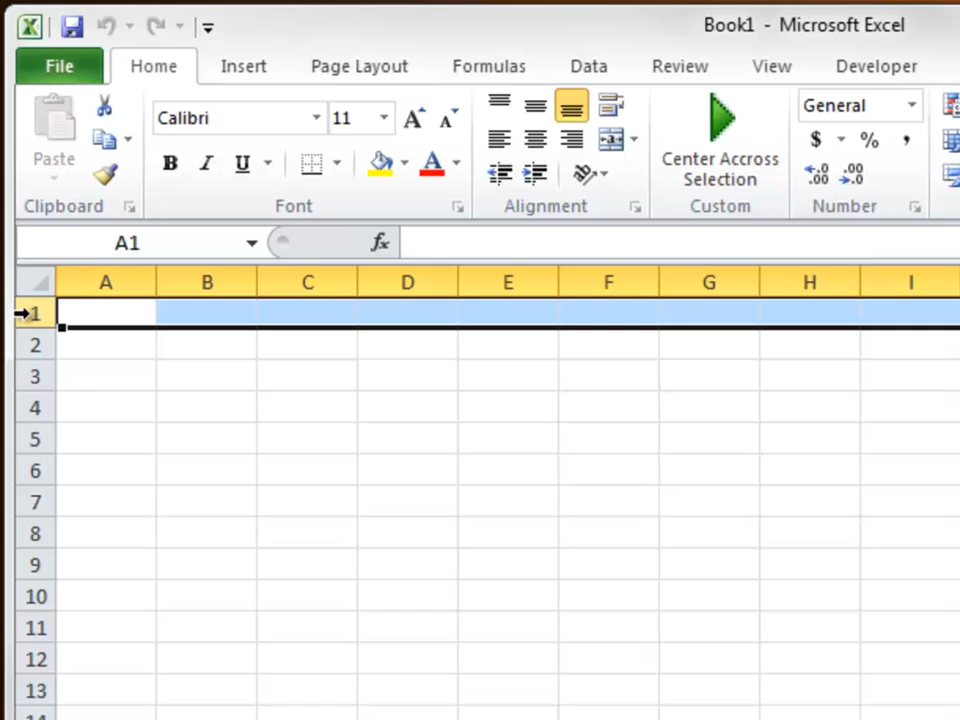 Book1 - Microsoft Excel
File Home Insert Page Layout Formulas Data Review View Developer
Calibri 11 General
Paste Center Accross
Selection $ % ,
B I U A
Clipboard Font Alignment Custom Number
A1 fx
A B C D E F G H I
1
2
3
4
5
6
7
8
9
10
11
12
13